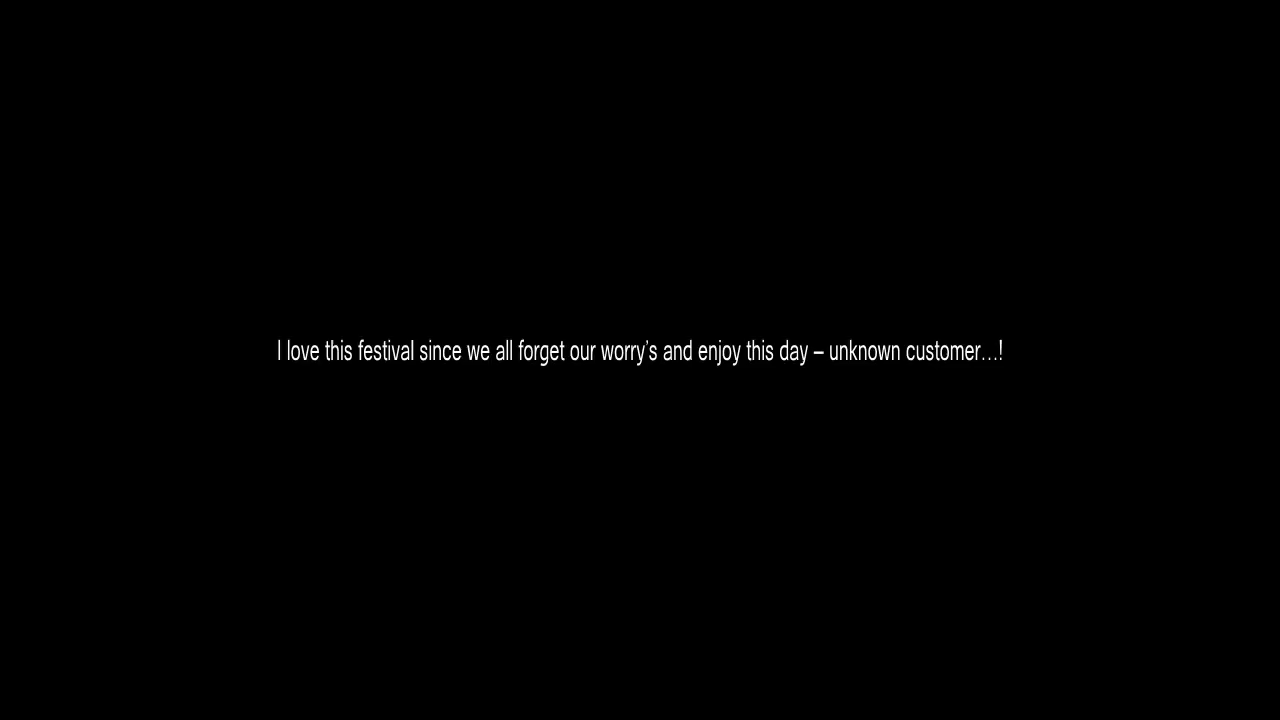 I love this festival since we all forget our worry’s and enjoy this day – unknown customer…!